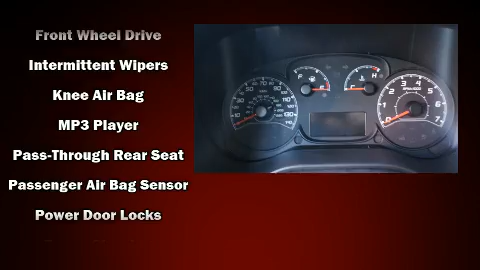 Front Wheel Drive
Intermittent Wipers
Knee Air Bag
MP3 Player
Pass-Through Rear Seat
Passenger Air Bag Sensor
Power Door Locks